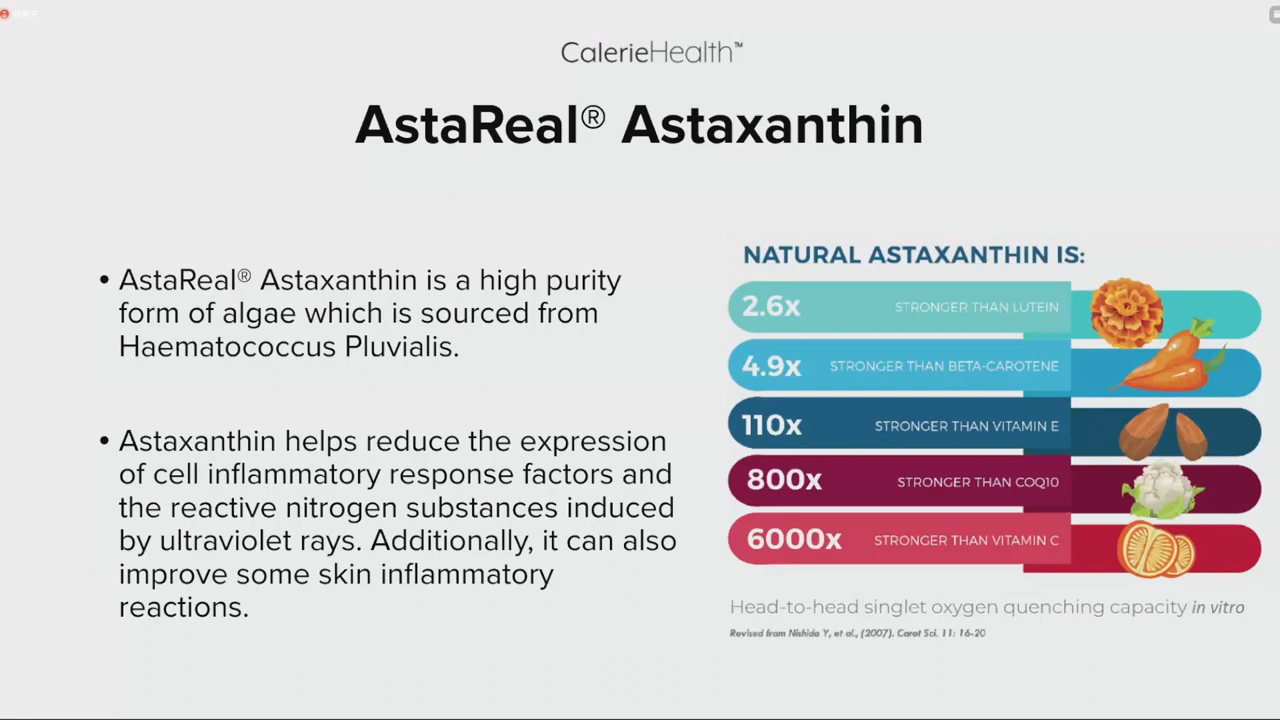 CalerieHealth™
AstaReal® Astaxanthin
• AstaReal® Astaxanthin is a high purity
form of algae which is sourced from
Haematococcus Pluvialis.
• Astaxanthin helps reduce the expression
of cell inflammatory response factors and
the reactive nitrogen substances induced
by ultraviolet rays. Additionally, it can also
improve some skin inflammatory
reactions.
NATURAL ASTAXANTHIN IS:
2.6x STRONGER THAN LUTEIN
4.9x STRONGER THAN BETA-CAROTENE
110x STRONGER THAN VITAMIN E
800x STRONGER THAN COQ10
6000x STRONGER THAN VITAMIN C
Head-to-head singlet oxygen quenching capacity in vitro
Revised from Nishida Y, et al., (2007). Carot Sci. 11: 16-20